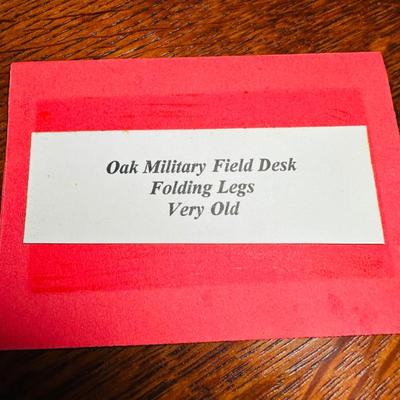 Oak Military Field Desk
Folding Legs
Very Old